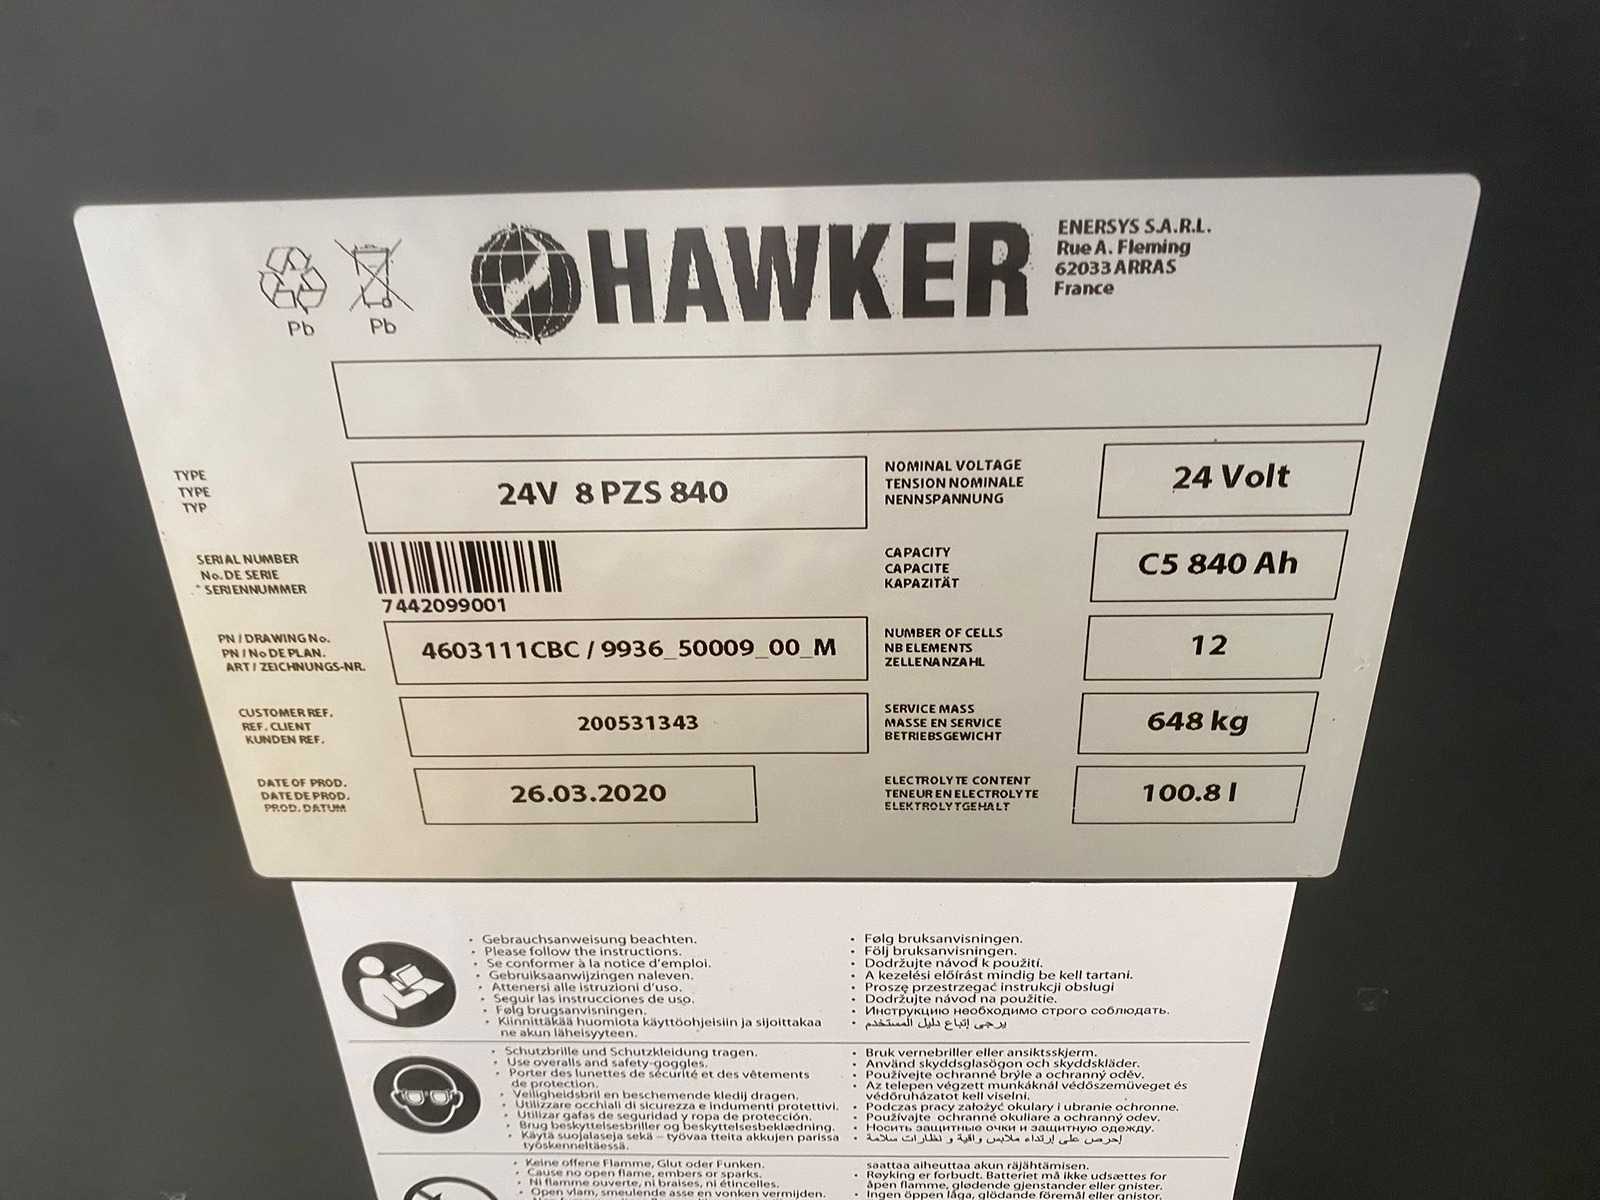 Pb
Pb
HAWKER
ENERSYS S.A.R.L.
Rue A. Fleming
62033 ARRAS
France
TYPE
TYPE
TYP
24V 8 PZS 840
NOMINAL VOLTAGE
TENSION NOMINALE
NENNSPANNUNG
24 Volt
SERIAL NUMBER
No. DE SERIE
SERIENNUMMER
7442099001
CAPACITY
CAPACITE
KAPAZITÄT
C5 840 Ah
PN / DRAWING No.
PN / No DE PLAN.
ART / ZEICHNUNGS-NR.
4603111CBC / 9936_50009_00_M
NUMBER OF CELLS
NB ELEMENTS
ZELLENANZAHL
12
CUSTOMER REF.
REF. CLIENT
KUNDEN REF.
200531343
SERVICE MASS
MASSE EN SERVICE
BETRIEBSGEWICHT
648 kg
DATE OF PROD.
DATE DE PROD.
PROD. DATUM
26.03.2020
ELECTROLYTE CONTENT
TENEUR EN ELECTROLYTE
ELEKTROLYTGEHALT
100.8 l
• Gebrauchsanweisung beachten.
• Please follow the instructions.
• Se conformer à la notice d'emploi.
• Gebruiksaanwijzingen naleven.
• Attenersi alle istruzioni d'uso.
• Seguir las instrucciones de uso.
• Følg brugsanvisningen.
• Kiinnittäkää huomiota käyttöohjeisiin ja sijoittakaa
ne akun läheisyyteen.
• Følg bruksanvisningen.
• Följ bruksanvisningen.
• Dodržujte návod k použití.
• A kezelési előírást mindig be kell tartani.
• Proszę przestrzegać instrukcji obsługi
• Dodržujte návod na použitie.
• Инструкцию необходимо строго соблюдать.
• يرجى إتباع دليل المستخدم
• Schutzbrille und Schutzkleidung tragen.
• Use overalls and safety-goggles.
• Porter des lunettes de sécurité et des vêtements
de protection.
• Veiligheidsbril en beschemende kledij dragen.
• Utilizzare occhiali di sicurezza e indumenti protettivi.
• Utilizar gafas de seguridad y ropa de protección.
• Brug beskyttelsesbriller og beskyttelsesbeklædning.
• Käytä suojalaseja sekä – työvaatteita akkujen parissa
työskenneltäessä.
• Bruk vernebriller eller ansiktsskjerm.
• Använd skyddsglasögon och skyddskläder.
• Používejte ochranné brýle a ochranný oděv.
• Az telepen végzett munkáknál védőszemüveget és
védőruházatot kell viselni.
• Podczas pracy założyć okulary i ubranie ochronne.
• Používajte ochranné okuliare a ochranný odev.
• Носить защитные очки и защитную одежду.
• احرص على إرتداء ملابس واقية و نظارات سلامة
• Keine offene Flamme, Glut oder Funken.
• Cause no open flame, embers or sparks.
• Ni flamme ouverte, ni braises, ni étincelles.
• Open vlam, smeulende asse en vonken vermijden.
saattaa aiheuttaa akun räjähtämisen.
• Røyking er forbudt. Batteriet må ikke udsættes for
åpen flamme, glødende gjenstander eller gnister.
• Ingen öppen låga, glödande föremål eller gnistor.